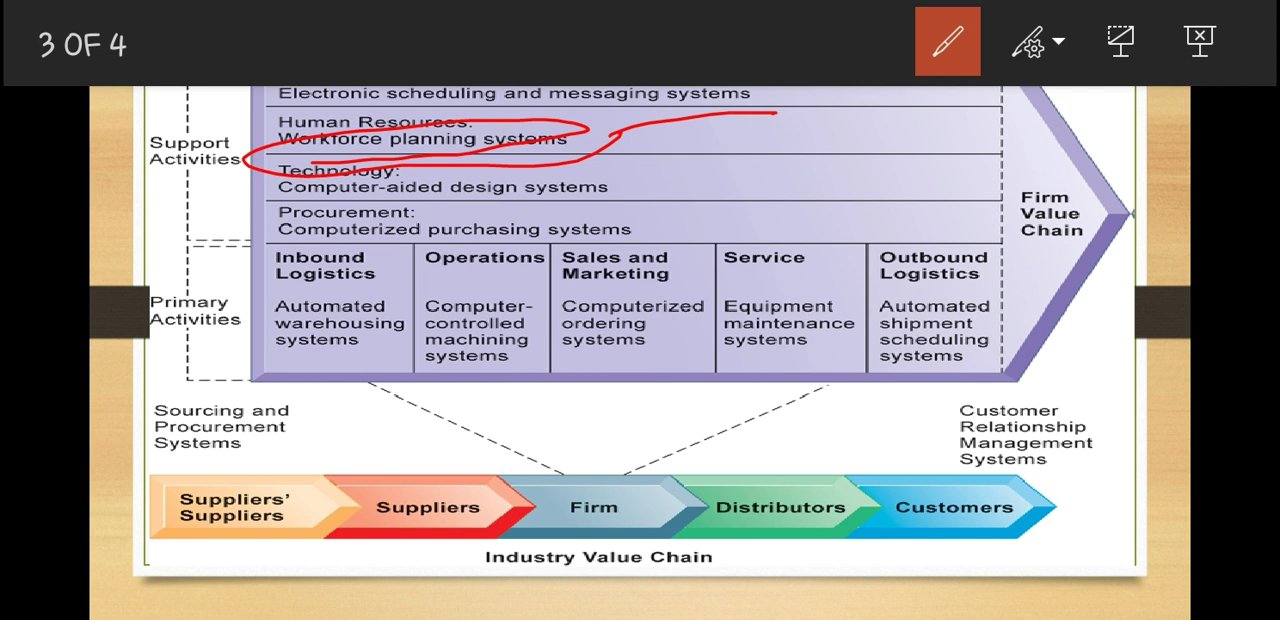 3 OF 4
Electronic scheduling and messaging systems
Human Resources:
Workforce planning systems
Support
Activities
Technology:
Computer-aided design systems
Procurement:
Computerized purchasing systems
Firm
Value
Chain
Primary
Activities
Inbound
Logistics
Automated
warehousing
systems
Operations
Computer-
controlled
machining
systems
Sales and
Marketing
Computerized
ordering
systems
Service
Equipment
maintenance
systems
Outbound
Logistics
Automated
shipment
scheduling
systems
Sourcing and
Procurement
Systems
Customer
Relationship
Management
Systems
Suppliers’
Suppliers
Suppliers
Firm
Distributors
Customers
Industry Value Chain